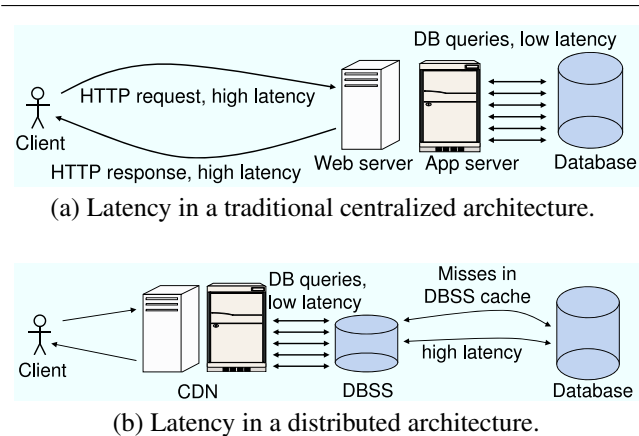 DB queries, low latency
HTTP request, high latency
Client
Web server
App server
HTTP response, high latency
Database
(a) Latency in a traditional centralized architecture.
DB queries,
low latency
Misses in
DBSS cache
high latency
Client
CDN
DBSS
Database
(b) Latency in a distributed architecture.